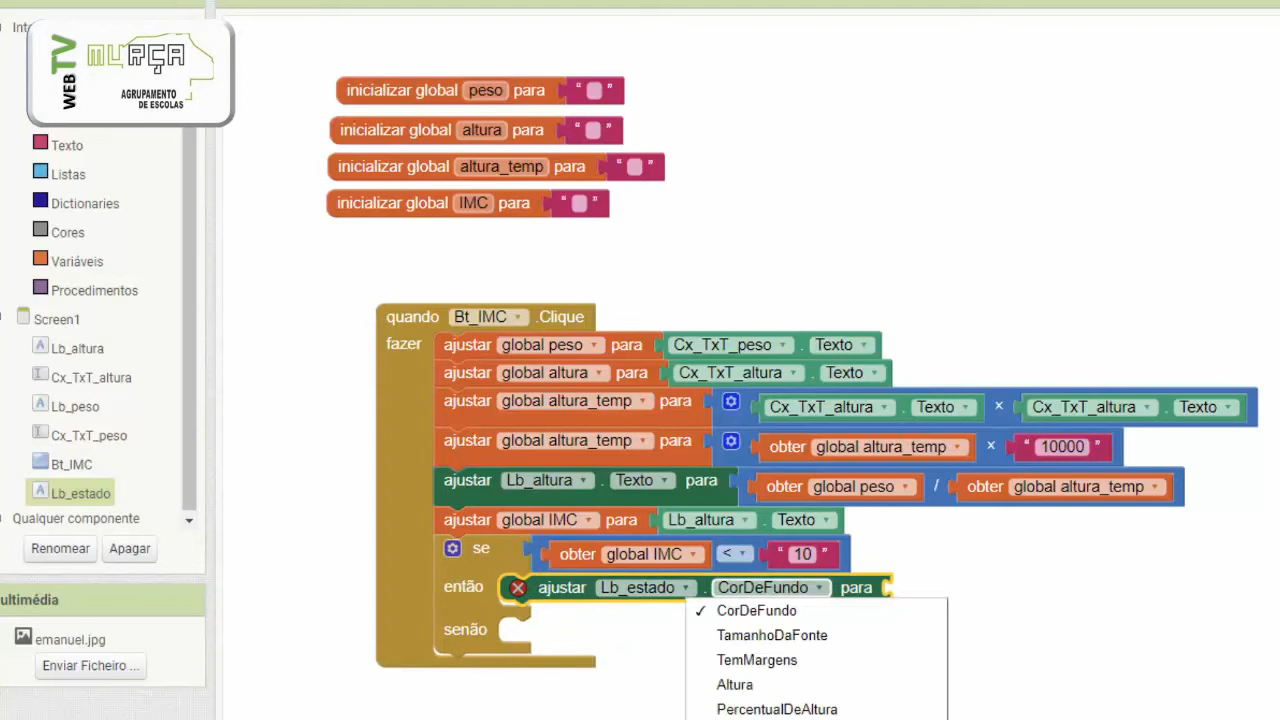 Inte
WEB TV MURÇA
AGRUPAMENTO
DE ESCOLAS
Texto
Listas
Dictionaries
Cores
Variáveis
Procedimentos
Screen1
Lb_altura
Cx_TxT_altura
Lb_peso
Cx_TxT_peso
Bt_IMC
Lb_estado
Qualquer componente
Renomear Apagar
ultimédia
emanuel.jpg
Enviar Ficheiro ...
inicializar global peso para “ ”
inicializar global altura para “ ”
inicializar global altura_temp para “ ”
inicializar global IMC para “ ”
quando Bt_IMC .Clique
fazer ajustar global peso para Cx_TxT_peso . Texto
ajustar global altura para Cx_TxT_altura . Texto
ajustar global altura_temp para Cx_TxT_altura . Texto × Cx_TxT_altura . Texto
ajustar global altura_temp para obter global altura_temp × “ 10000 ”
ajustar Lb_altura . Texto para obter global peso / obter global altura_temp
ajustar global IMC para Lb_altura . Texto
se obter global IMC < “ 10 ”
então ajustar Lb_estado . CorDeFundo para
senão
✓ CorDeFundo
TamanhoDaFonte
TemMargens
Altura
PercentualDeAltura